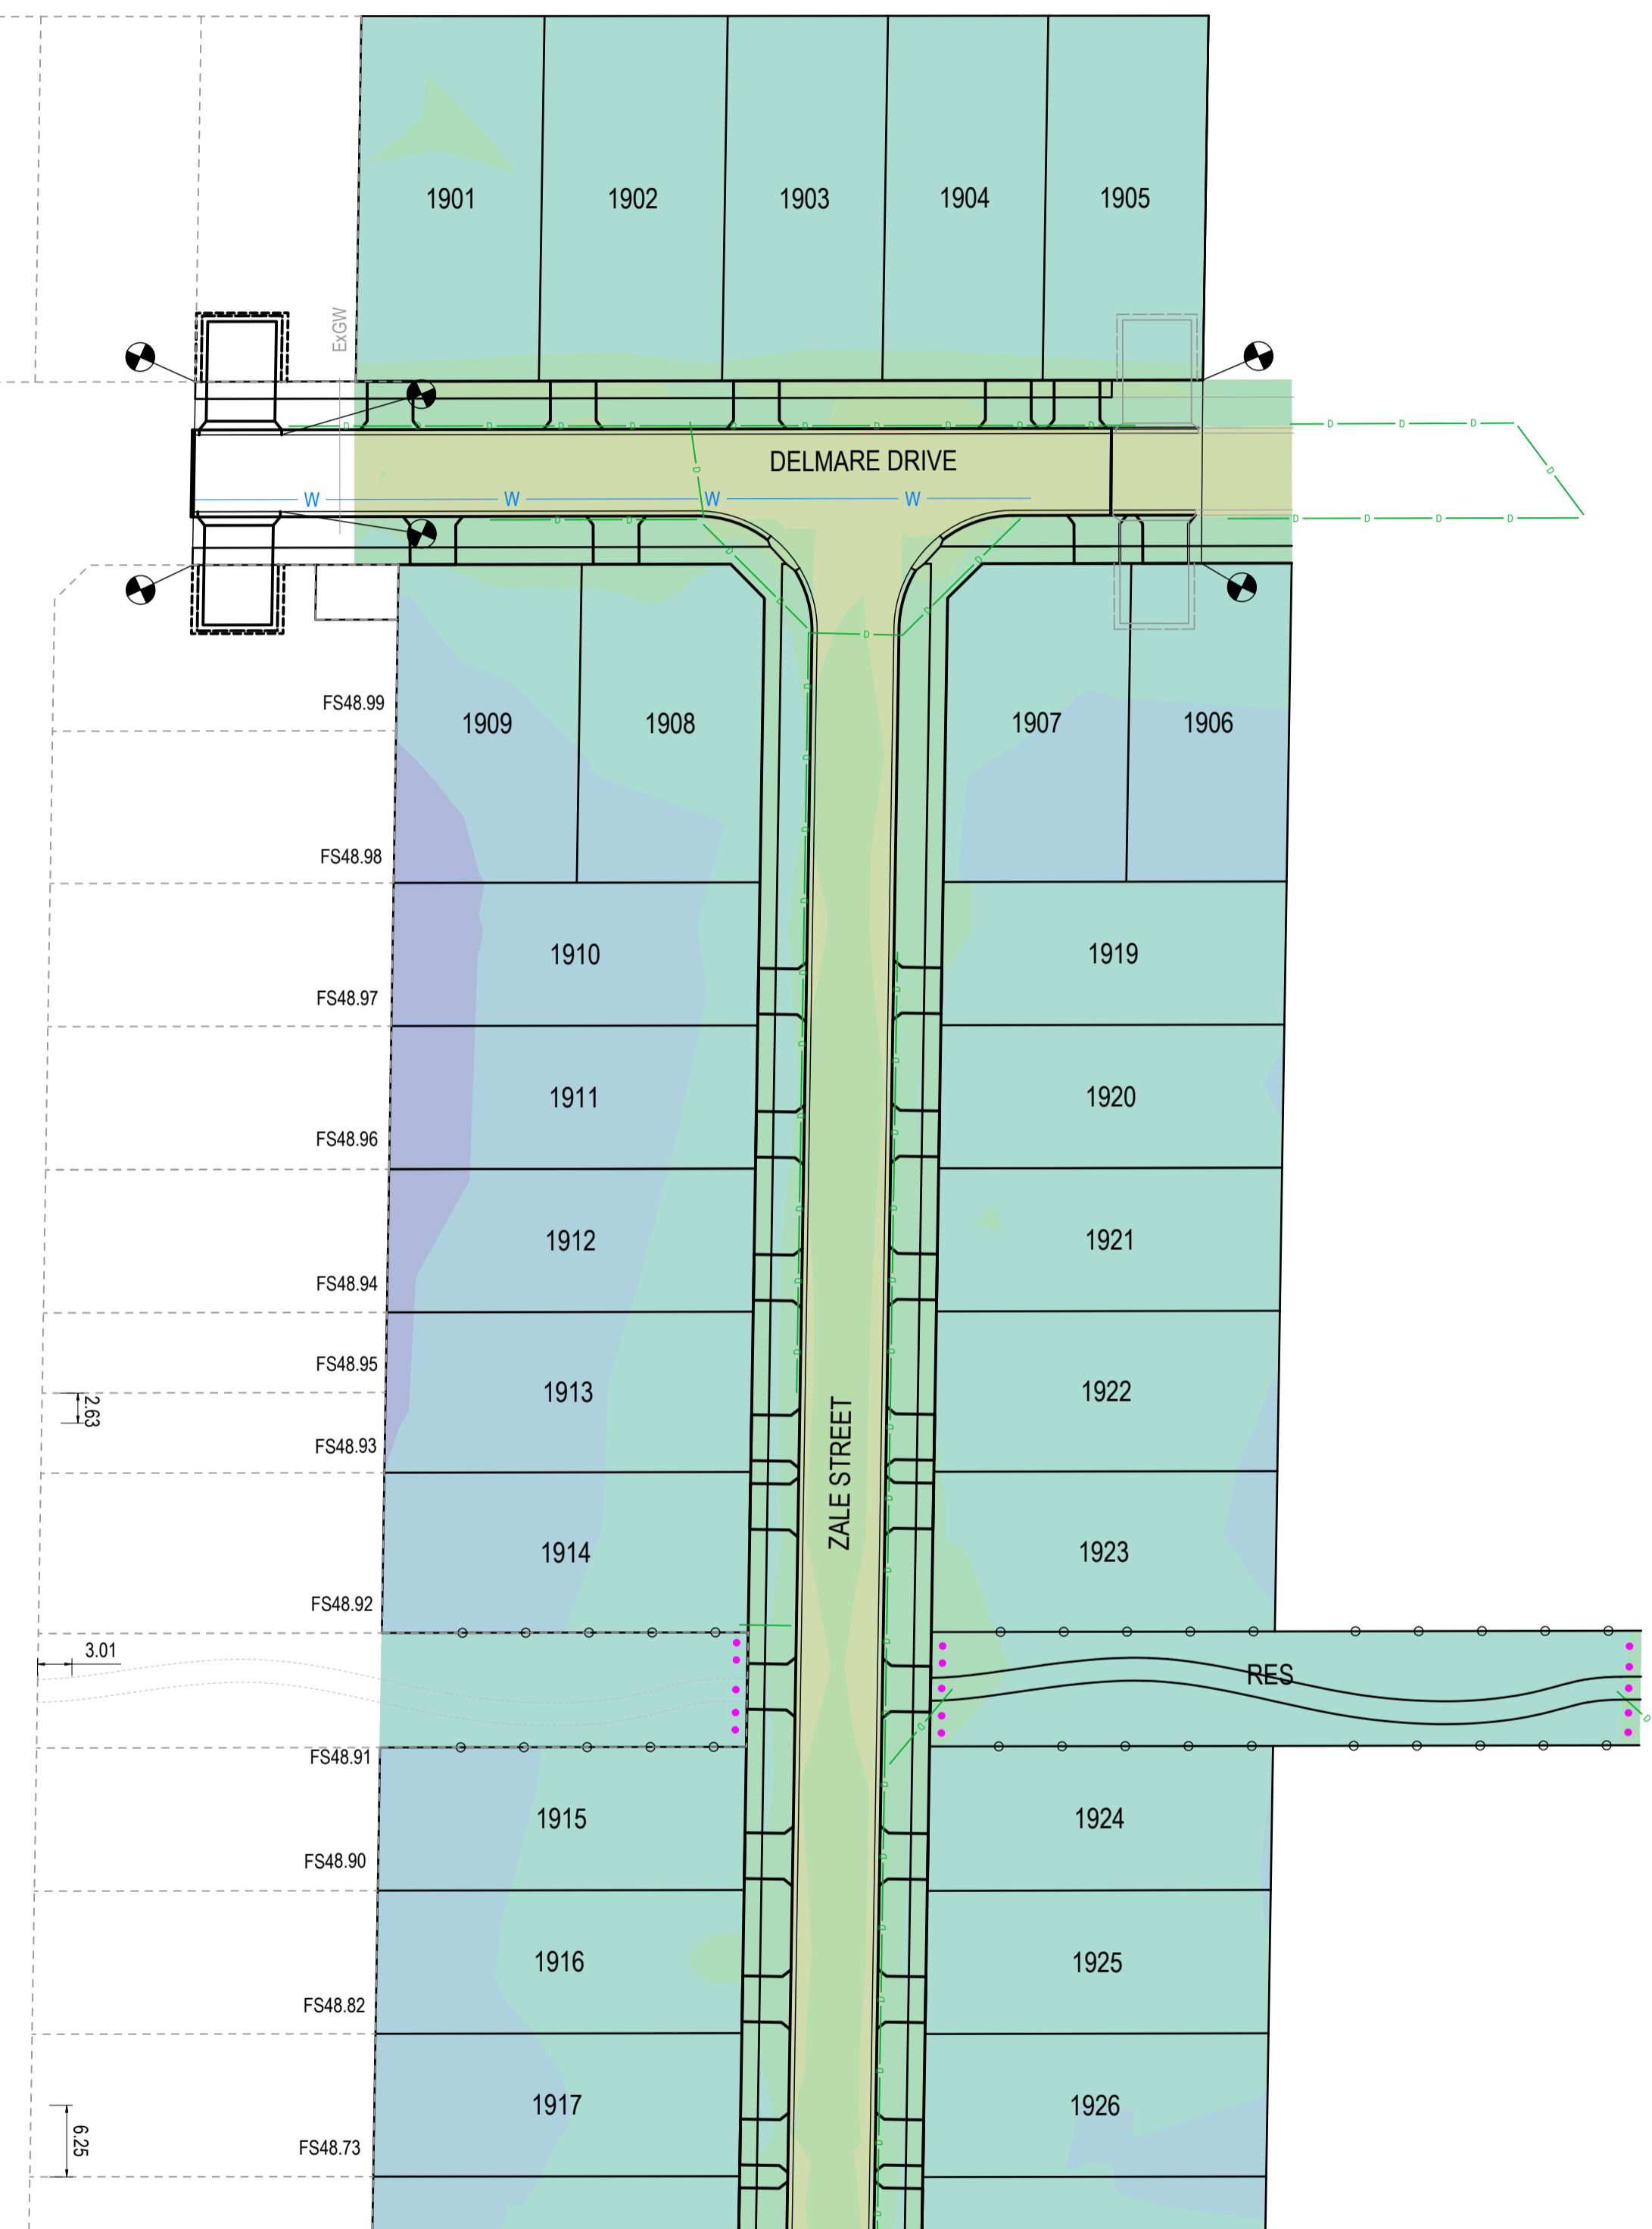 1901
1902
1903
1904
1905
ExGW
D D D D D D D D D D D D D
DELMARE DRIVE
D
D
W W W W
D D D D D D
D
D
D
D
D
FS48.99
1909
1908
1907
1906
FS48.98
1910
1919
FS48.97
1911
1920
FS48.96
1912
1921
FS48.94
FS48.95
1913
1922
2.63
FS48.93
ZALE STREET
1914
1923
FS48.92
3.01
RES
D
D
FS48.91
1915
1924
FS48.90
1916
1925
FS48.82
1917
1926
6.25
FS48.73